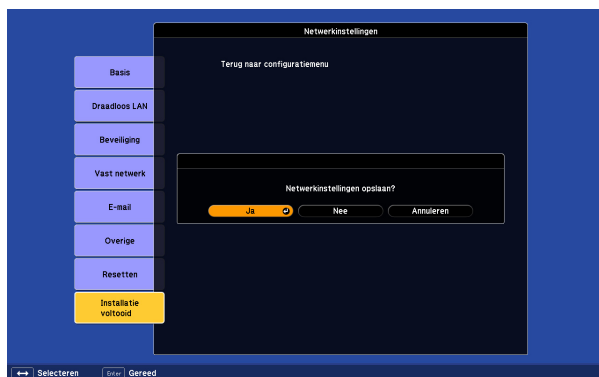 Netwerkinstellingen
Terug naar configuratiemenu
Basis
Draadloos LAN
Beveiliging
Vast netwerk
E-mail
Overige
Resetten
Installatie
voltooid
Netwerkinstellingen opslaan?
Ja Nee Annuleren
Selecteren Enter Gereed